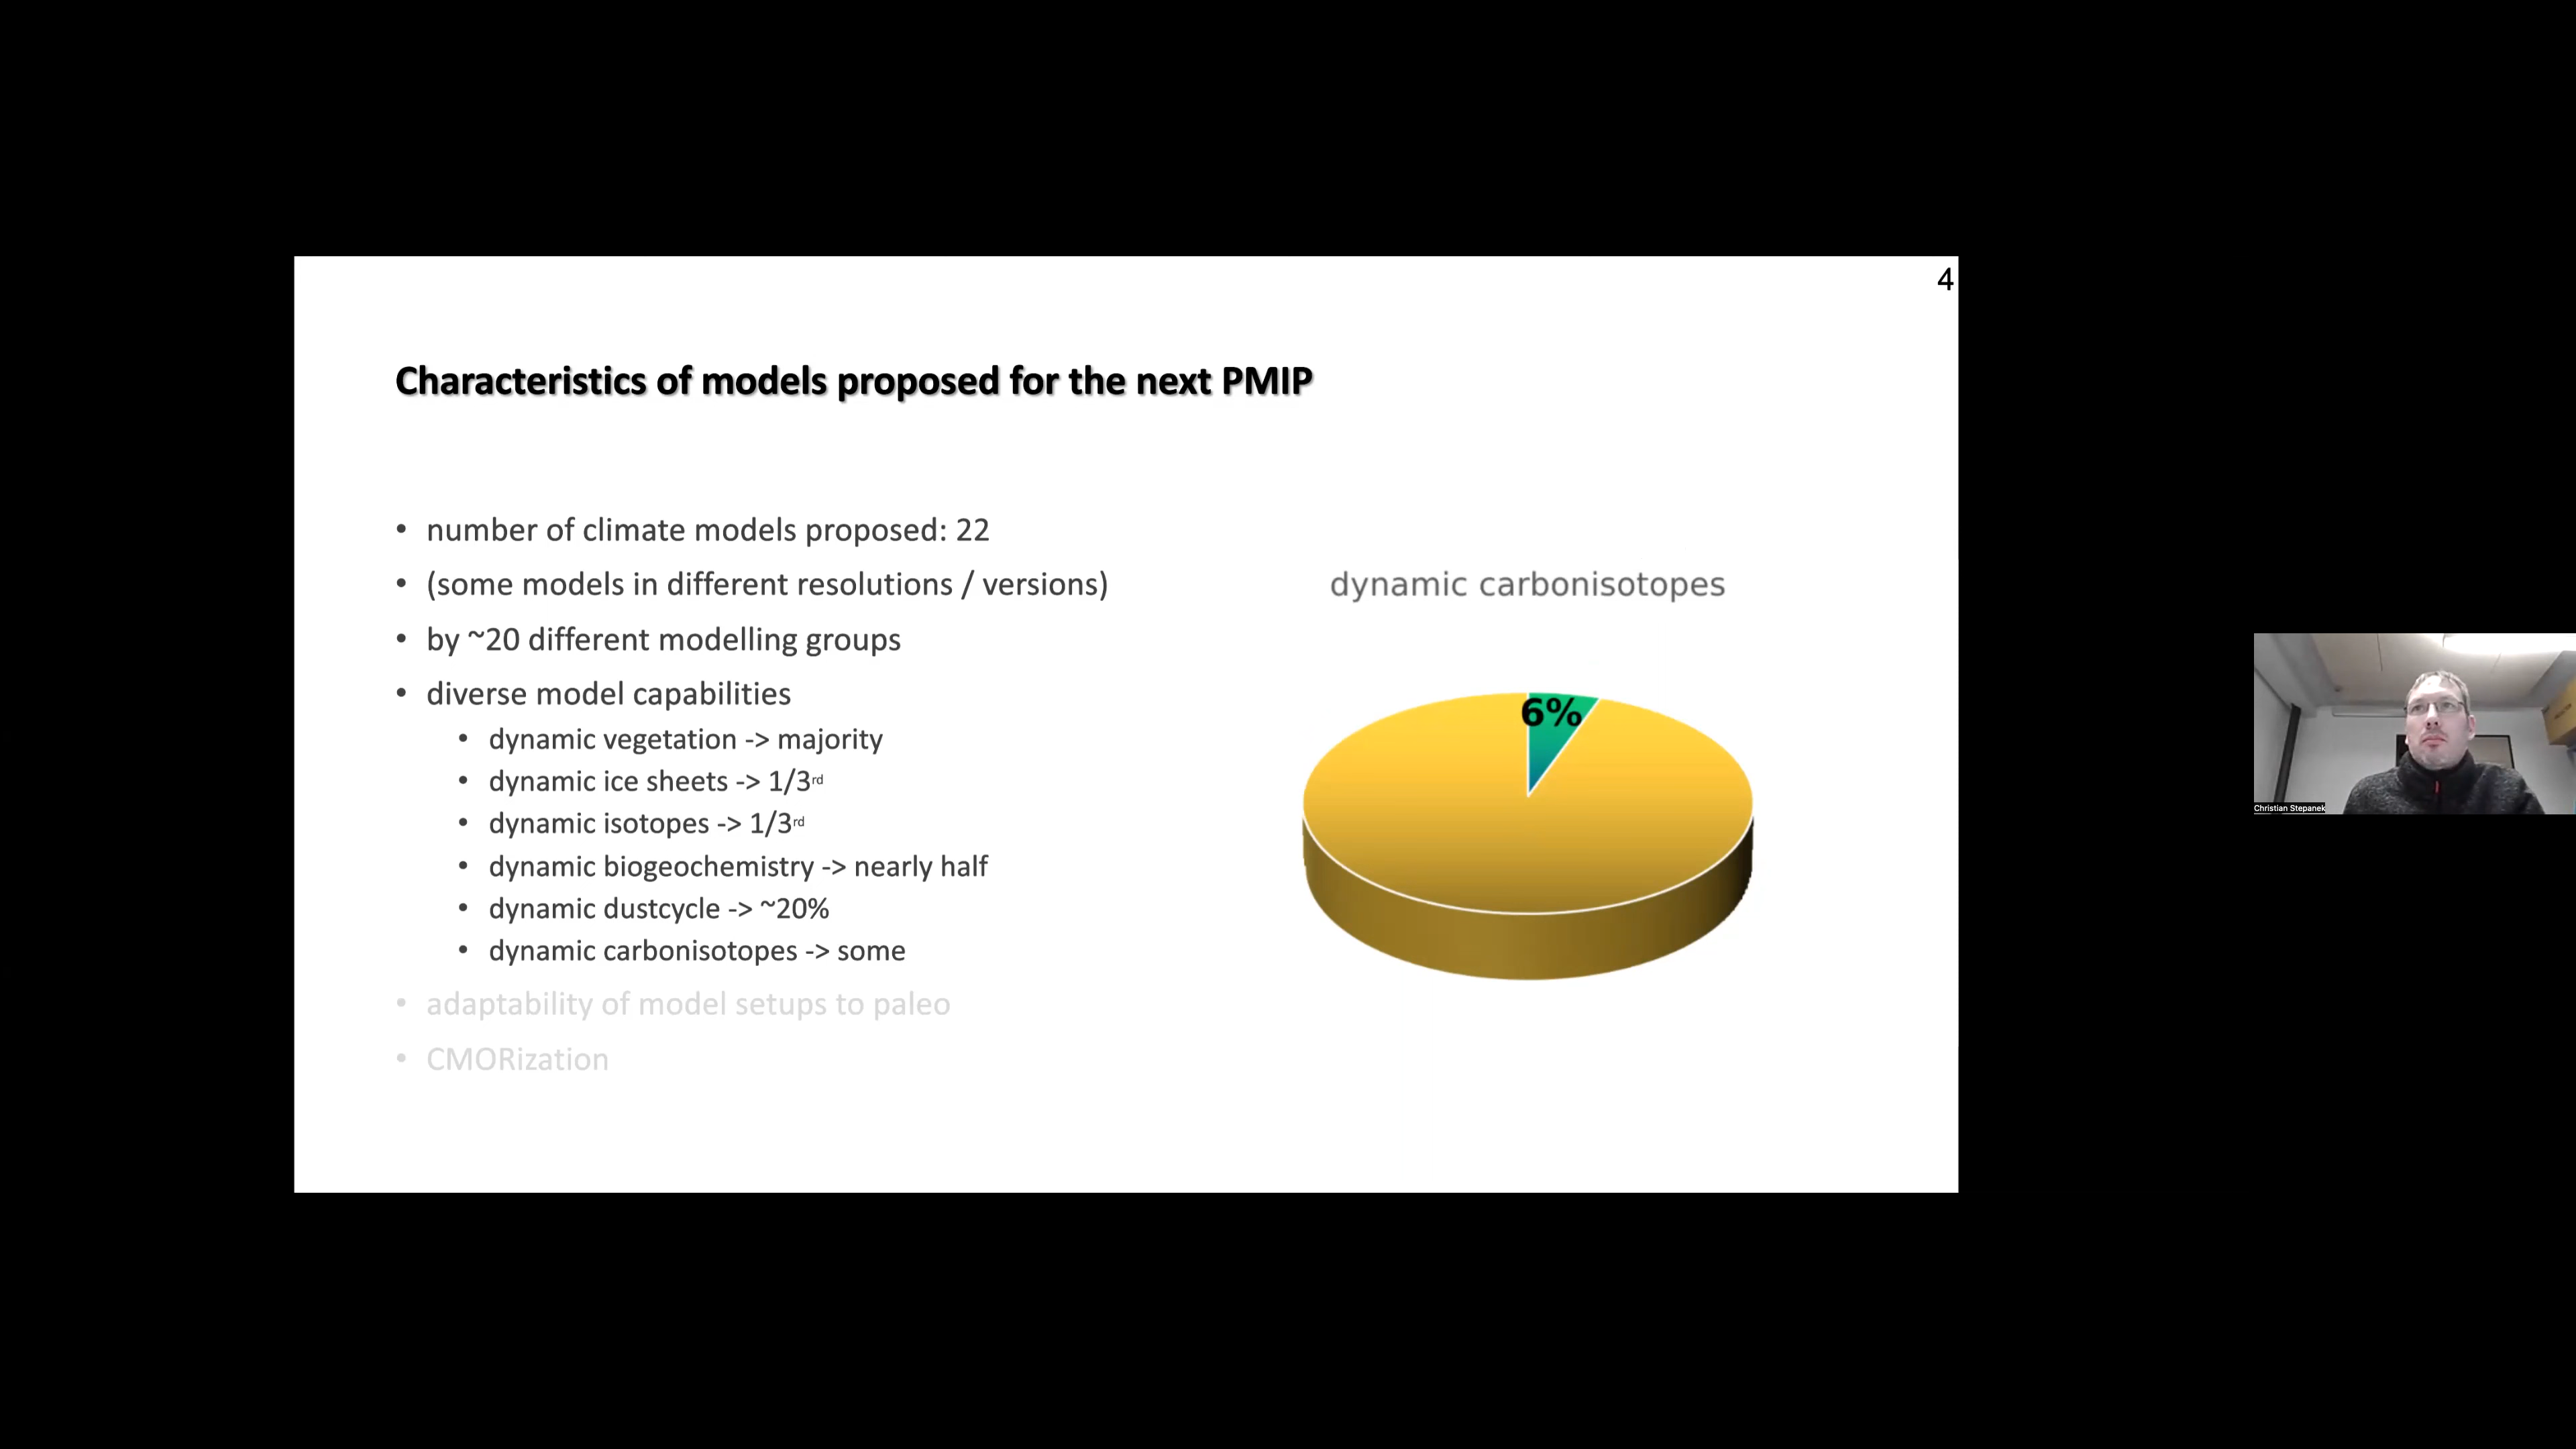 4
Characteristics of models proposed for the next PMIP
• number of climate models proposed: 22
• (some models in different resolutions / versions)
• by ~20 different modelling groups
• diverse model capabilities
• dynamic vegetation -> majority
• dynamic ice sheets -> 1/3rd
• dynamic isotopes -> 1/3rd
• dynamic biogeochemistry -> nearly half
• dynamic dustcycle -> ~20%
• dynamic carbonisotopes -> some
• adaptability of model setups to paleo
• CMORization
dynamic carbonisotopes
6%
Christian Stepanek